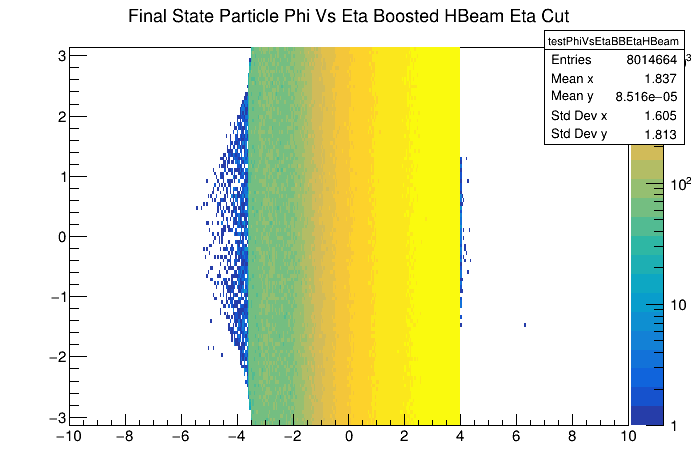 Final State Particle Phi Vs Eta Boosted HBeam Eta Cut
testPhiVsEtaBBEtaHBeam
Entries 8014664
Mean x 1.837
Mean y 8.516e−05
Std Dev x 1.605
Std Dev y 1.813
3
2
1
0
−1
−2
−3
−10 −8 −6 −4 −2 0 2 4 6 8 10
3
10²
10
1